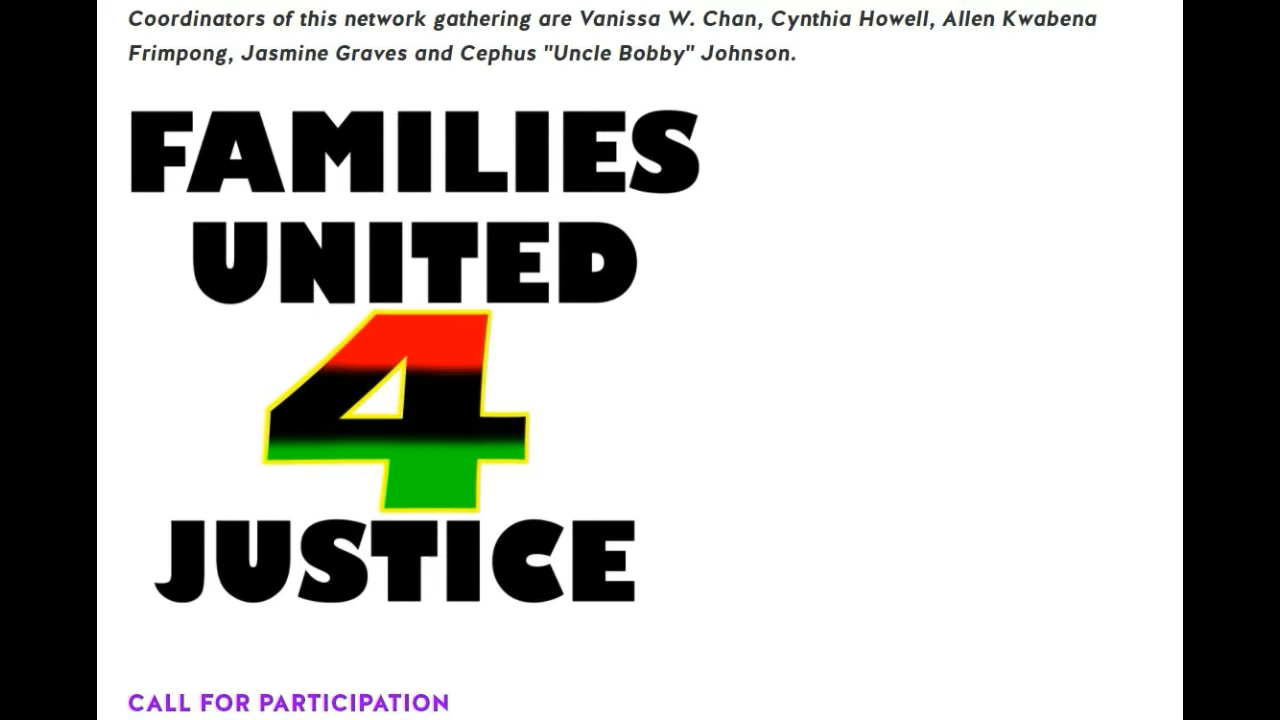 Coordinators of this network gathering are Vanissa W. Chan, Cynthia Howell, Allen Kwabena
Frimpong, Jasmine Graves and Cephus "Uncle Bobby" Johnson.
FAMILIES
UNITED
4
JUSTICE
CALL FOR PARTICIPATION